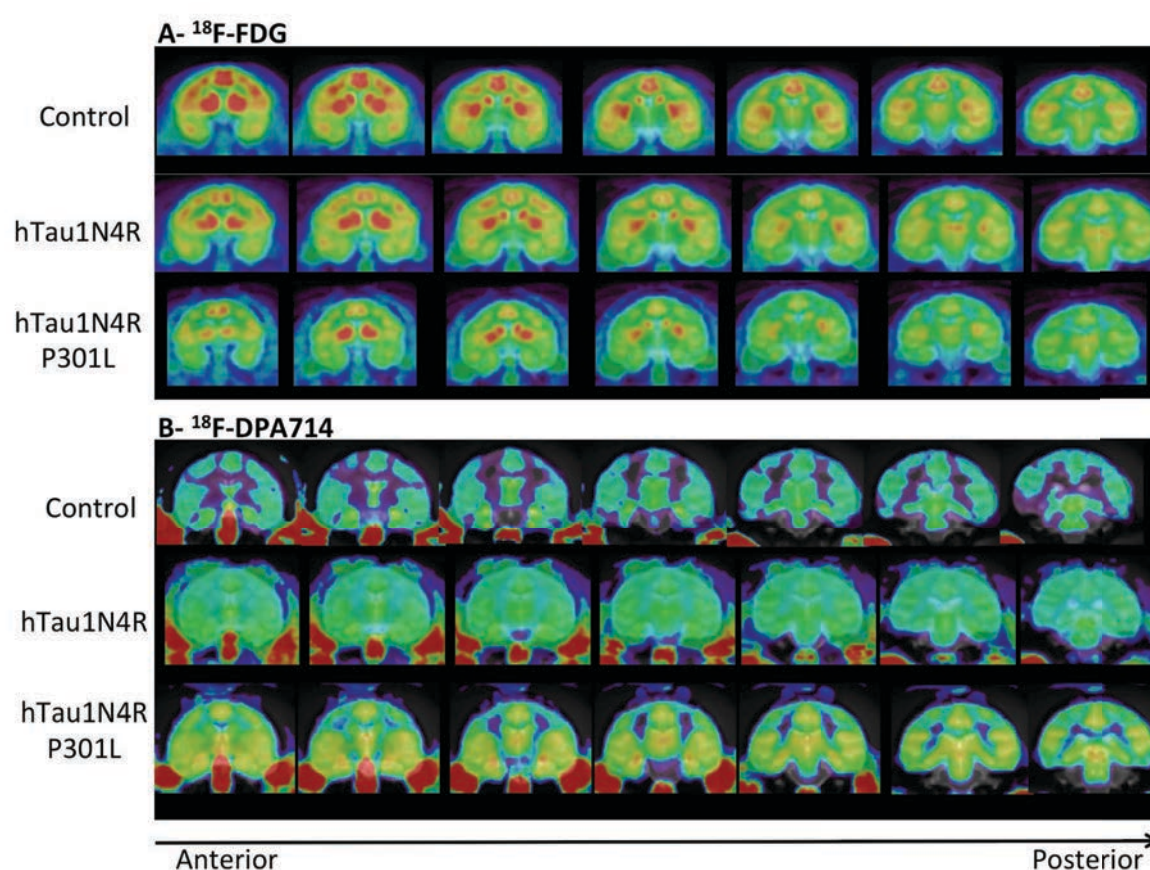 A- ¹⁸F-FDG
Control
hTau1N4R
hTau1N4R
P301L
B- ¹⁸F-DPA714
Control
hTau1N4R
hTau1N4R
P301L
Anterior
Posterior